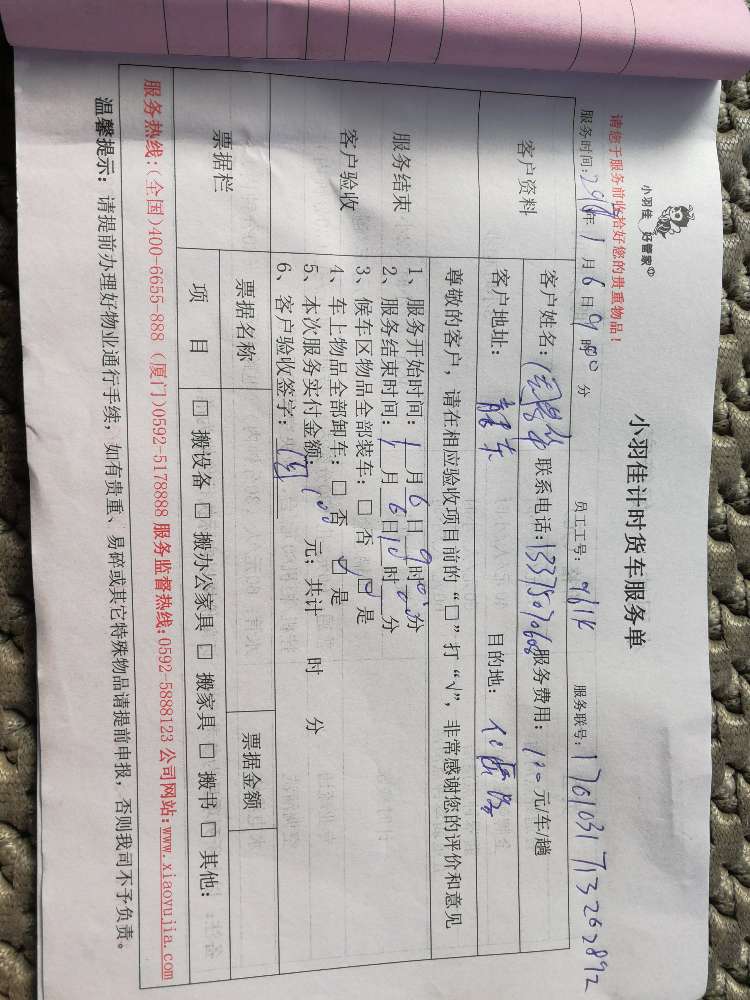 小羽佳 好管家
小羽佳计时货车服务单
请您于服务前收拾好您的贵重物品！
服务时间: 年 1 月 6 日 9 时 00 分 员工工号: 服务联号: 1701031713262892
客户资料
客户姓名: 联系电话: 13375070608 服务费用: 100 元/车/趟
客户地址: 目的地:
尊敬的客户，请在相应验收项目前的“□”打“√”，非常感谢您的评价和意见
服务结束
客户验收
1、服务开始时间: 1 月 6 日 9 时 00 分
2、服务结束时间: 1 月 6 日 10 时 分
3、候车区物品全部装车: □ 否 ☑ 是
4、车上物品全部卸车: □ 否 ☑ 是
5、本次服务实付金额: 100 元; 共计 时 分
6、客户验收签字:
票据栏
票据名称 票据金额
项 目 □ 搬设备 □ 搬办公家具 □ 搬家具 □ 搬书 □ 其他:
服务热线:(全国)400-6655-888 (厦门)0592-5178888 服务监督热线:0592-5888123 公司网站:www.xiaoyujia.com
温馨提示: 请提前办理好物业通行手续，如有贵重、易碎或其它特殊物品请提前申报，否则我司不予负责。